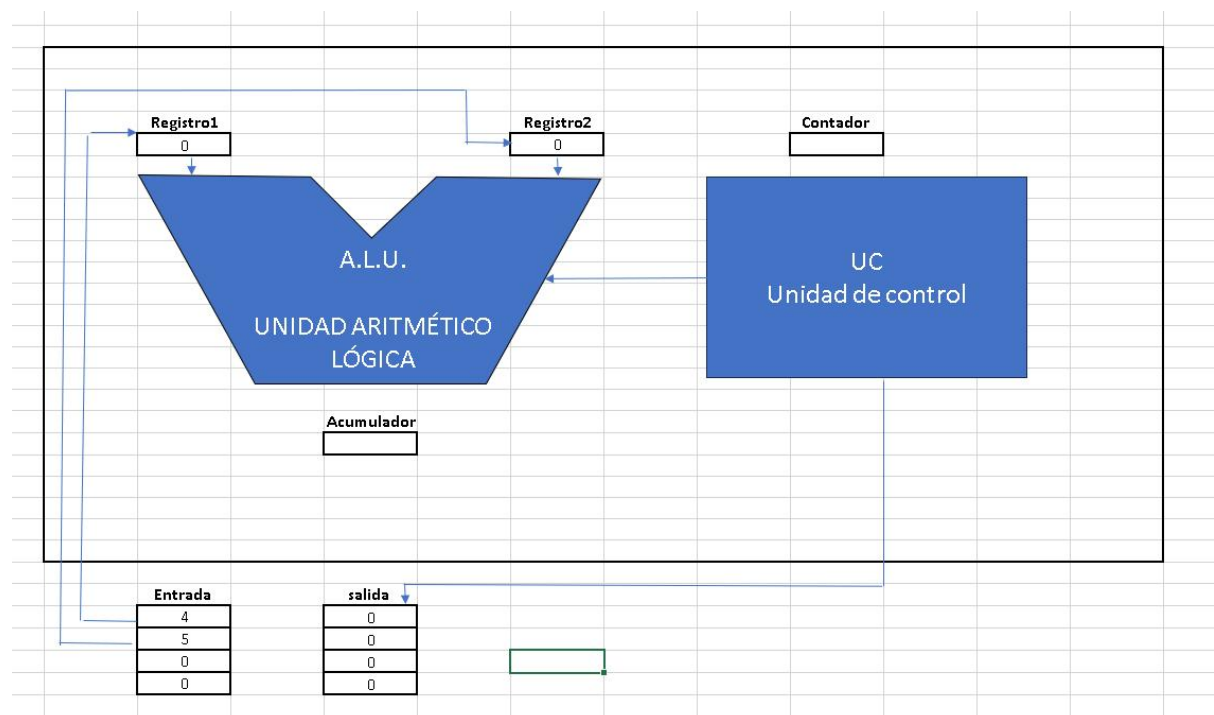 Registro1 Registro2 Contador
0 0
A.L.U.
UNIDAD ARITMÉTICO
LÓGICA
UC
Unidad de control
Acumulador
Entrada salida
4 0
5 0
0 0
0 0